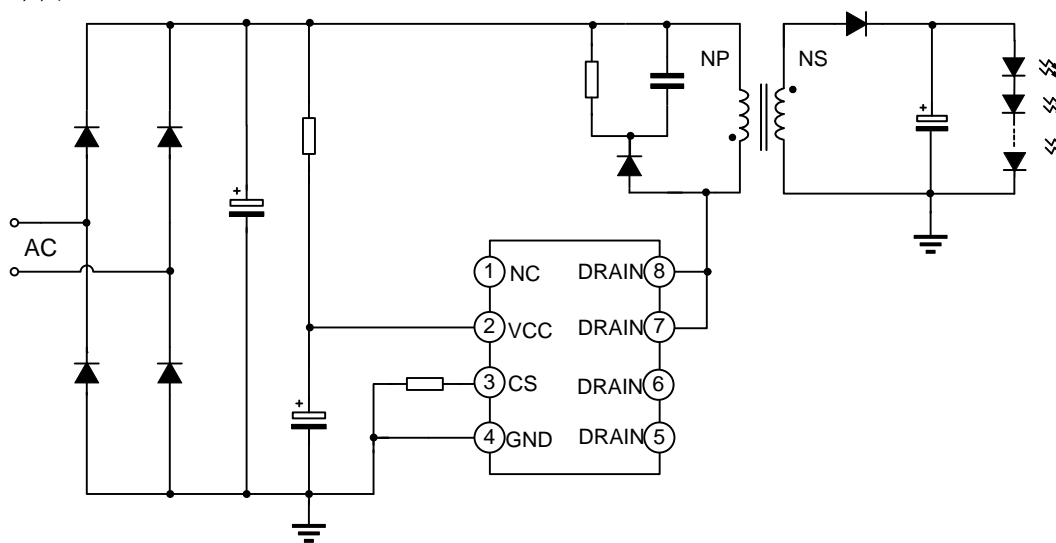 NP
NS
AC
1 NC
DRAIN 8
2 VCC
DRAIN 7
3 CS
DRAIN 6
4 GND
DRAIN 5
+
+
+